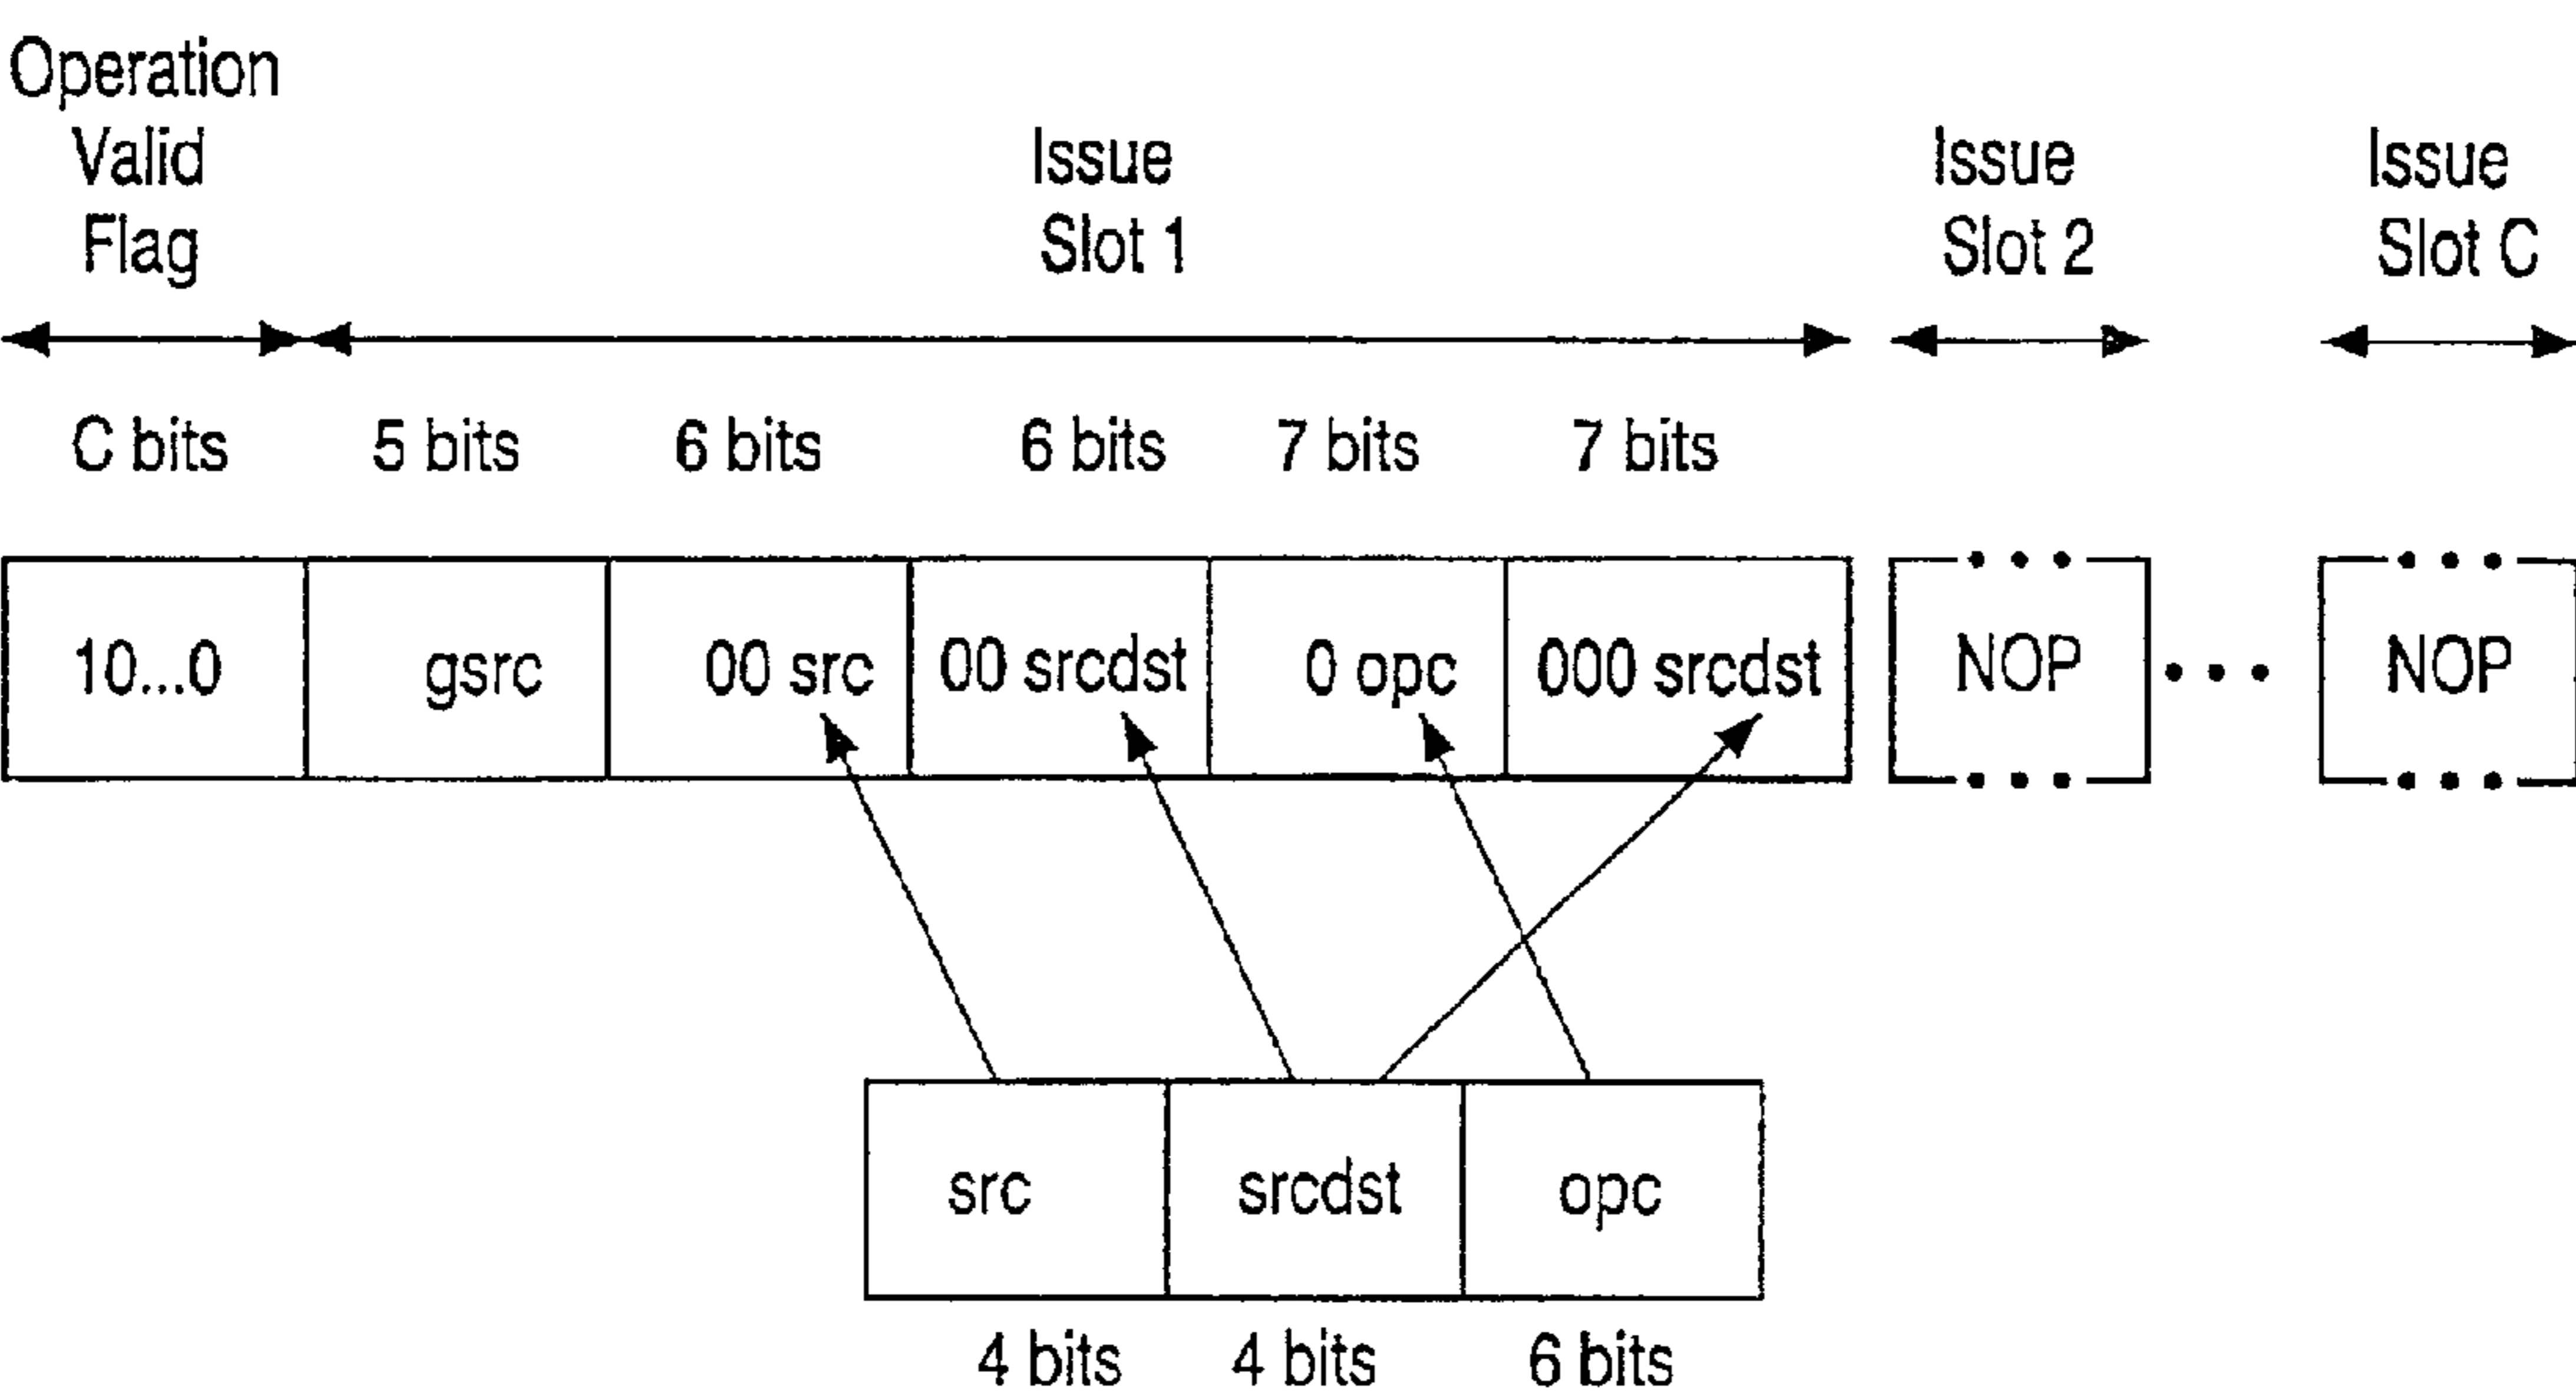 Operation
Valid
Flag
Issue
Slot 1
Issue
Slot 2
Issue
Slot C
C bits 5 bits 6 bits 6 bits 7 bits 7 bits
10...0 gsrc 00 src 00 srcdst 0 opc 000 srcdst NOP ... NOP
src srcdst opc
4 bits 4 bits 6 bits